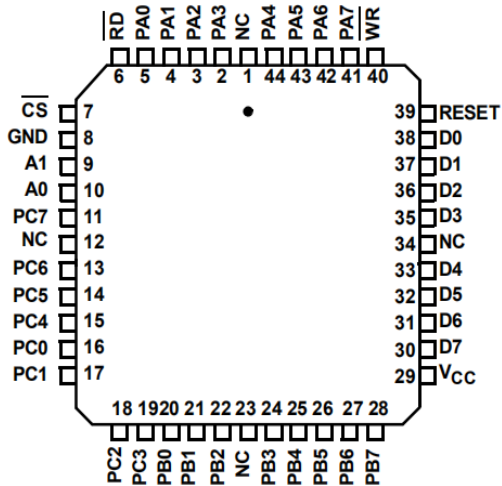 RD PA0 PA1 PA2 PA3 NC PA4 PA5 PA6 PA7 WR
6 5 4 3 2 1 44 43 42 41 40
CS 7 39 RESET
GND 8 38 D0
A1 9 37 D1
A0 10 36 D2
PC7 11 35 D3
NC 12 34 NC
PC6 13 33 D4
PC5 14 32 D5
PC4 15 31 D6
PC0 16 30 D7
PC1 17 29 VCC
18 19 20 21 22 23 24 25 26 27 28
PC2 PC3 PB0 PB1 PB2 NC PB3 PB4 PB5 PB6 PB7